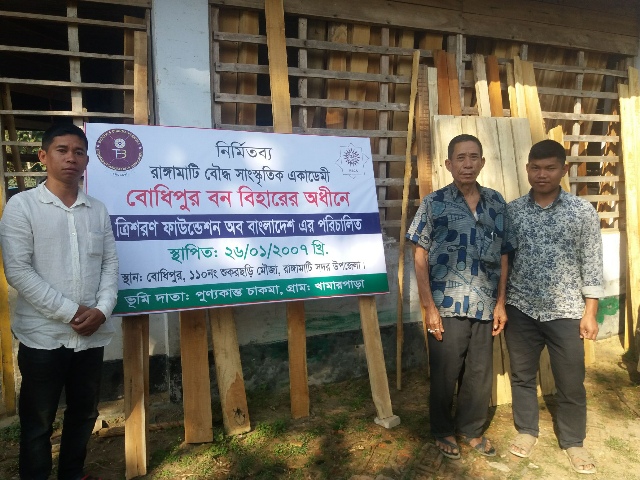 নির্মিতব্য
রাঙ্গামাটি বৌদ্ধ সাংস্কৃতিক একাডেমী
বোধিপুর বন বিহারের অধীনে
ত্রিশরণ ফাউন্ডেশন অব বাংলাদেশ এর পরিচালিত
স্থাপিত: ২৬/০১/২০০৭ খ্রি.
স্থান: বোধিপুর, ১১০নং শুকরছড়ি মৌজা, রাঙ্গামাটি সদর উপজেলা।
ভূমি দাতা: পুণ্যকান্ত চাকমা, গ্রাম: খামারপাড়া